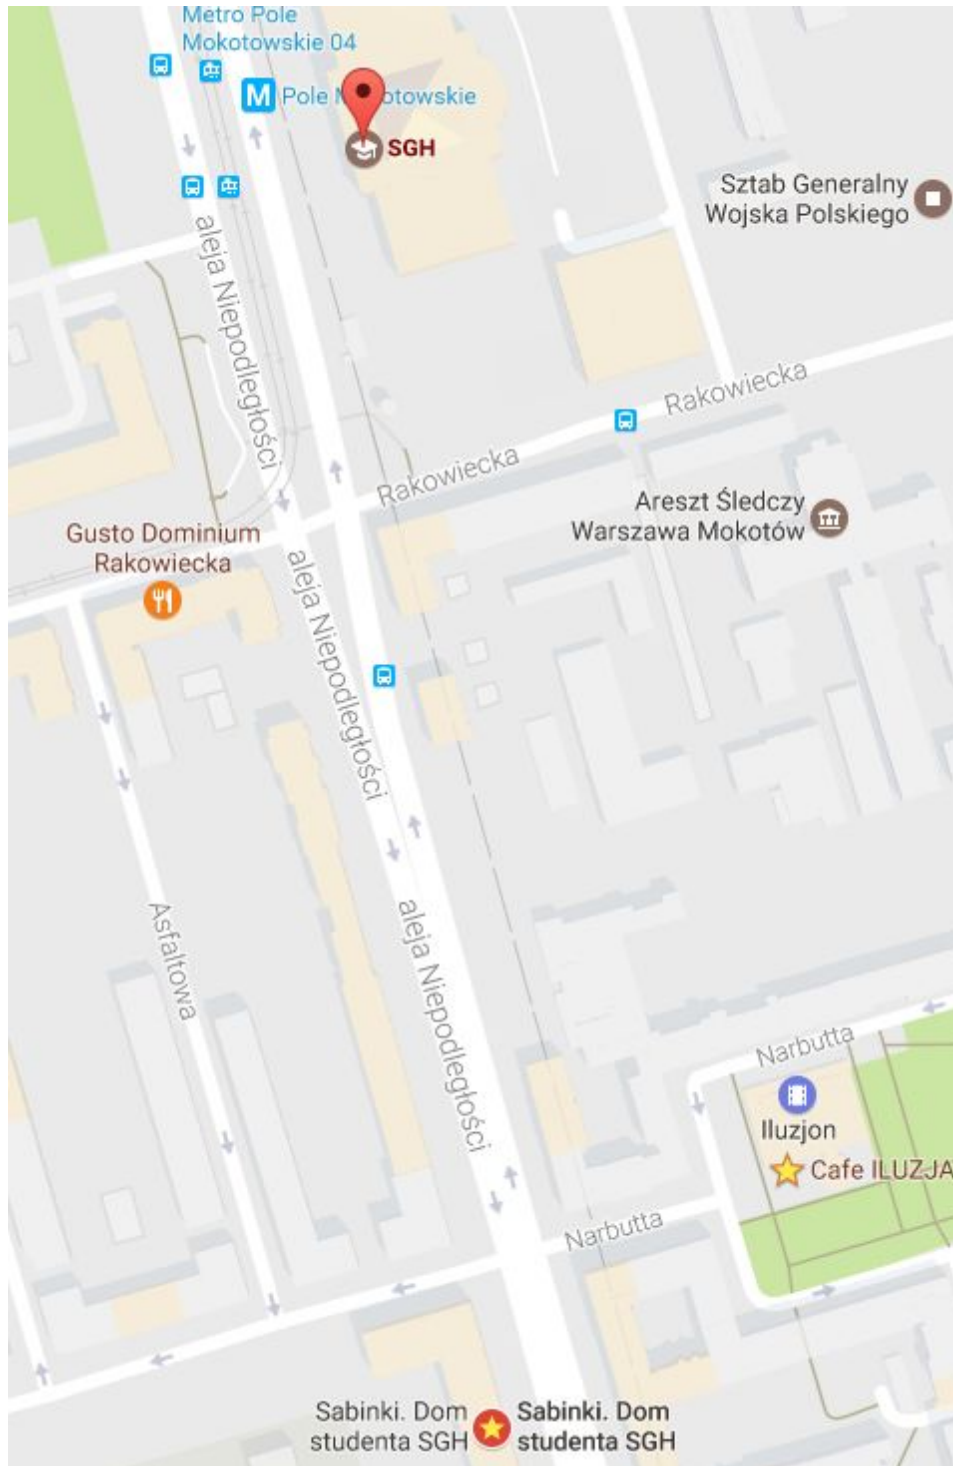 Metro Pole
Mokotowskie 04
M
Pole M otowskie
SGH
Sztab Generalny
Wojska Polskiego
aleja Niepodległości
Rakowiecka
Rakowiecka
Areszt Śledczy
Warszawa Mokotów
Gusto Dominium
Rakowiecka
aleja Niepodległości
Asfaltowa
aleja Niepodległości
Narbutta
Iluzjon
Cafe ILUZJA
Narbutta
Sabinki. Dom
studenta SGH
Sabinki. Dom
studenta SGH